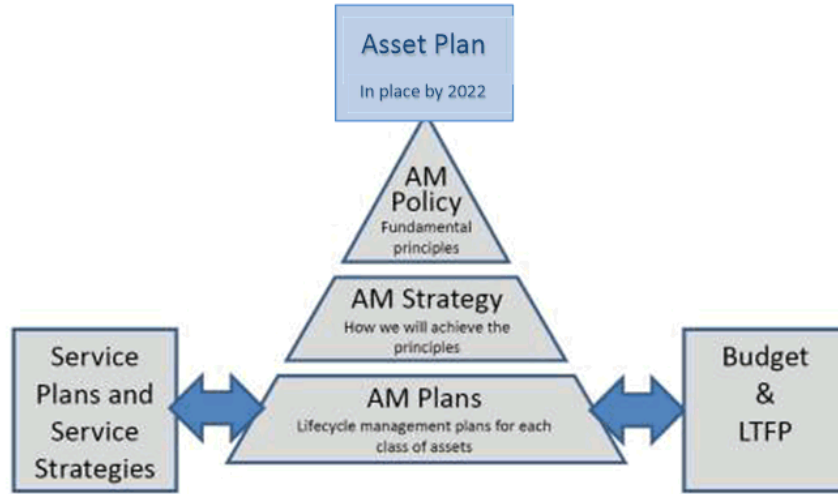 Asset Plan
In place by 2022
AM
Policy
Fundamental
principles
AM Strategy
How we will achieve the
principles
Service
Plans and
Service
Strategies
AM Plans
Lifecycle management plans for each
class of assets
Budget
&
LTFP